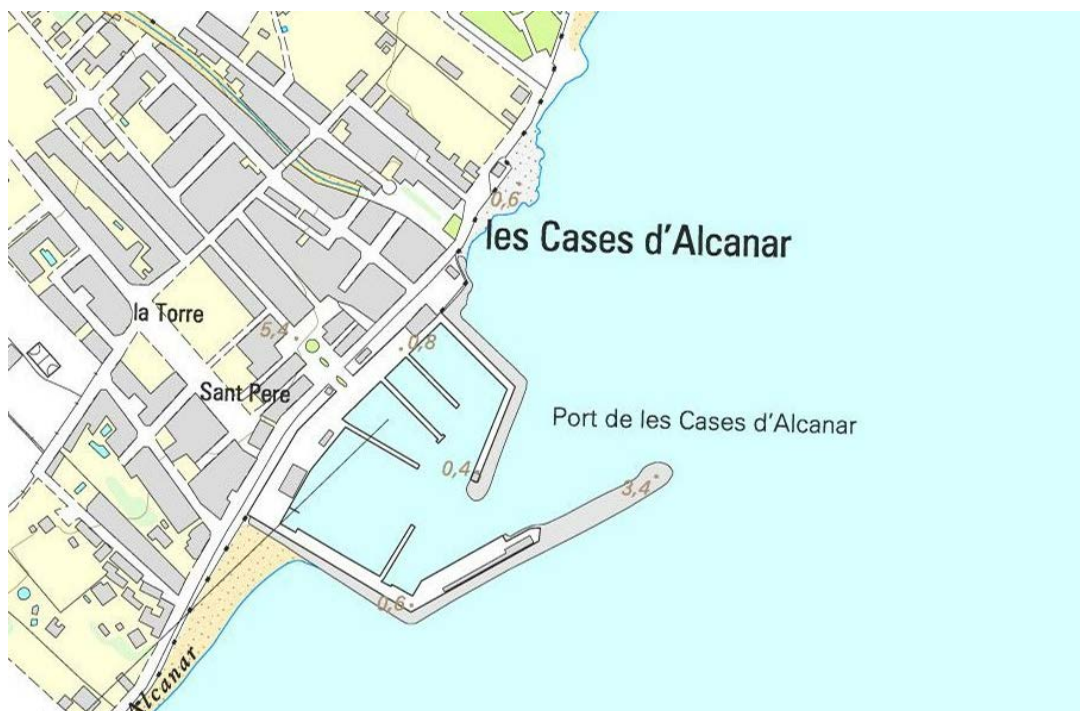 0,6
les Cases d'Alcanar
la Torre
5,4
0,8
Sant Pere
Port de les Cases d'Alcanar
0,4
3,4
0,6
Alcanar